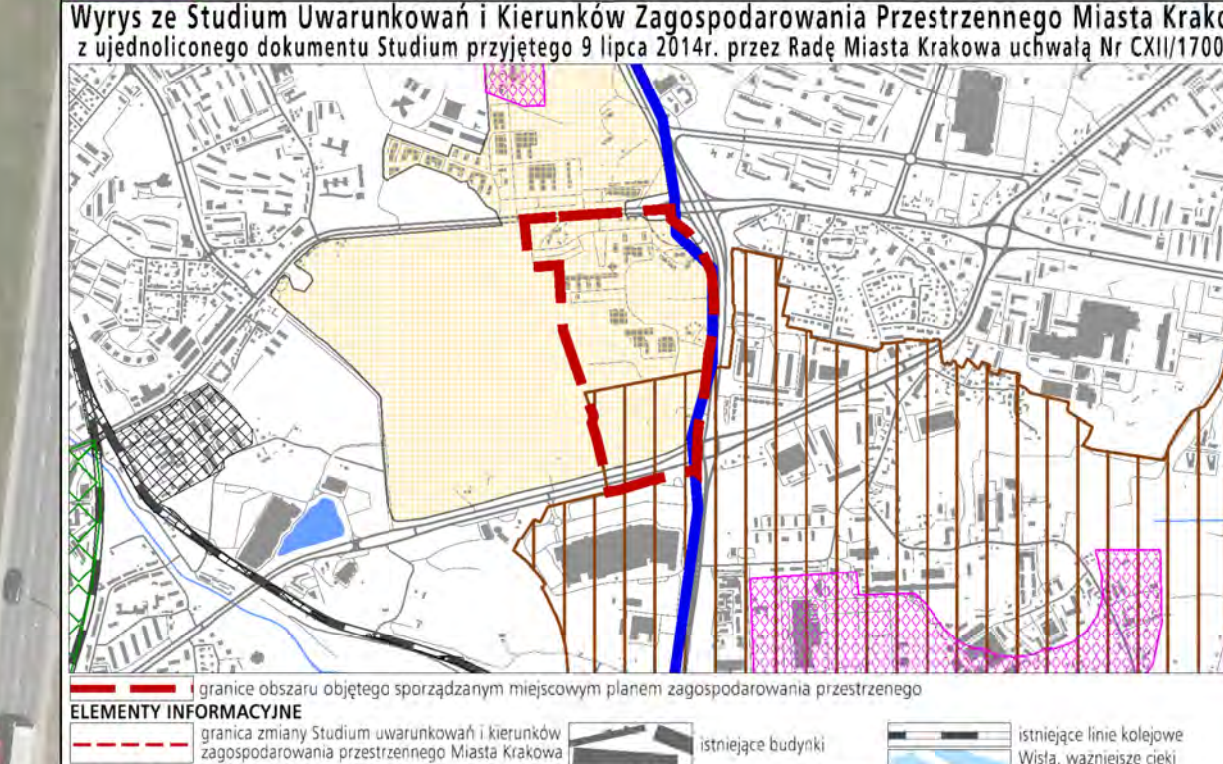 Wyrys ze Studium Uwarunkowań i Kierunków Zagospodarowania Przestrzennego Miasta Krako
z ujednoliconego dokumentu Studium przyjętego 9 lipca 2014r. przez Radę Miasta Krakowa uchwałą Nr CXII/1700
granice obszaru objętego sporządzanym miejscowym planem zagospodarowania przestrzenego
ELEMENTY INFORMACYJNE
granica zmiany Studium uwarunkowań i kierunków
zagospodarowania przestrzennego Miasta Krakowa
istniejące budynki
istniejące linie kolejowe
Wisła, ważniejsze cieki